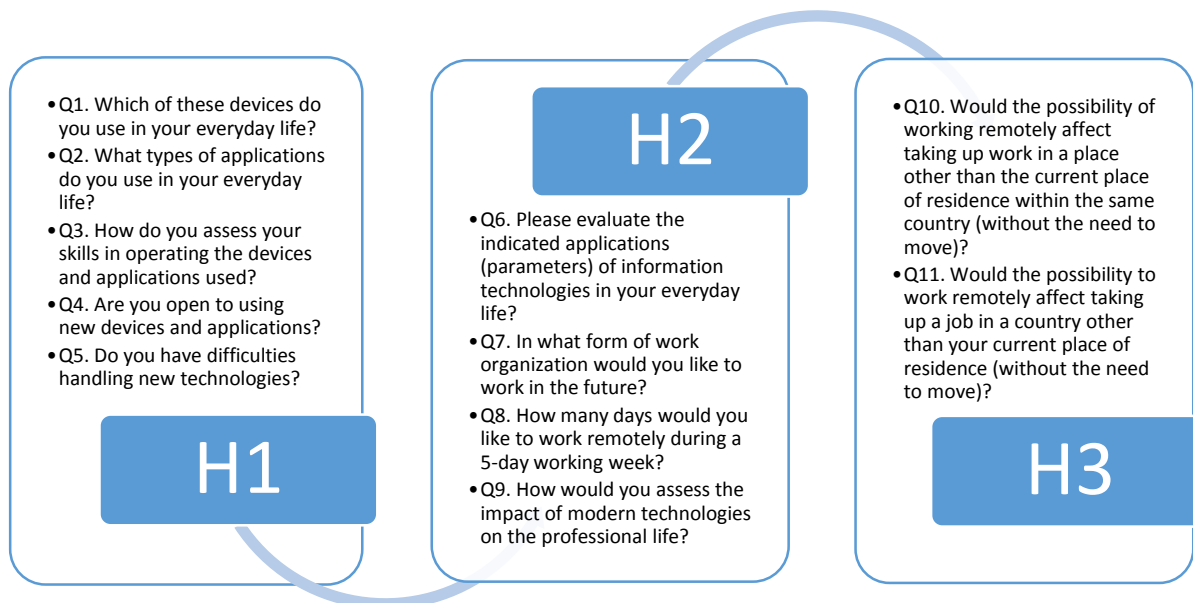 •Q1. Which of these devices do
you use in your everyday life?
•Q2. What types of applications
do you use in your everyday
life?
•Q3. How do you assess your
skills in operating the devices
and applications used?
•Q4. Are you open to using
new devices and applications?
•Q5. Do you have difficulties
handling new technologies?
H1
H2
•Q6. Please evaluate the
indicated applications
(parameters) of information
technologies in your everyday
life?
•Q7. In what form of work
organization would you like to
work in the future?
•Q8. How many days would you
like to work remotely during a
5-day working week?
•Q9. How would you assess the
impact of modern technologies
on the professional life?
•Q10. Would the possibility of
working remotely affect
taking up work in a place
other than the current place
of residence within the same
country (without the need to
move)?
•Q11. Would the possibility to
work remotely affect taking
up a job in a country other
than your current place of
residence (without the need
to move)?
H3